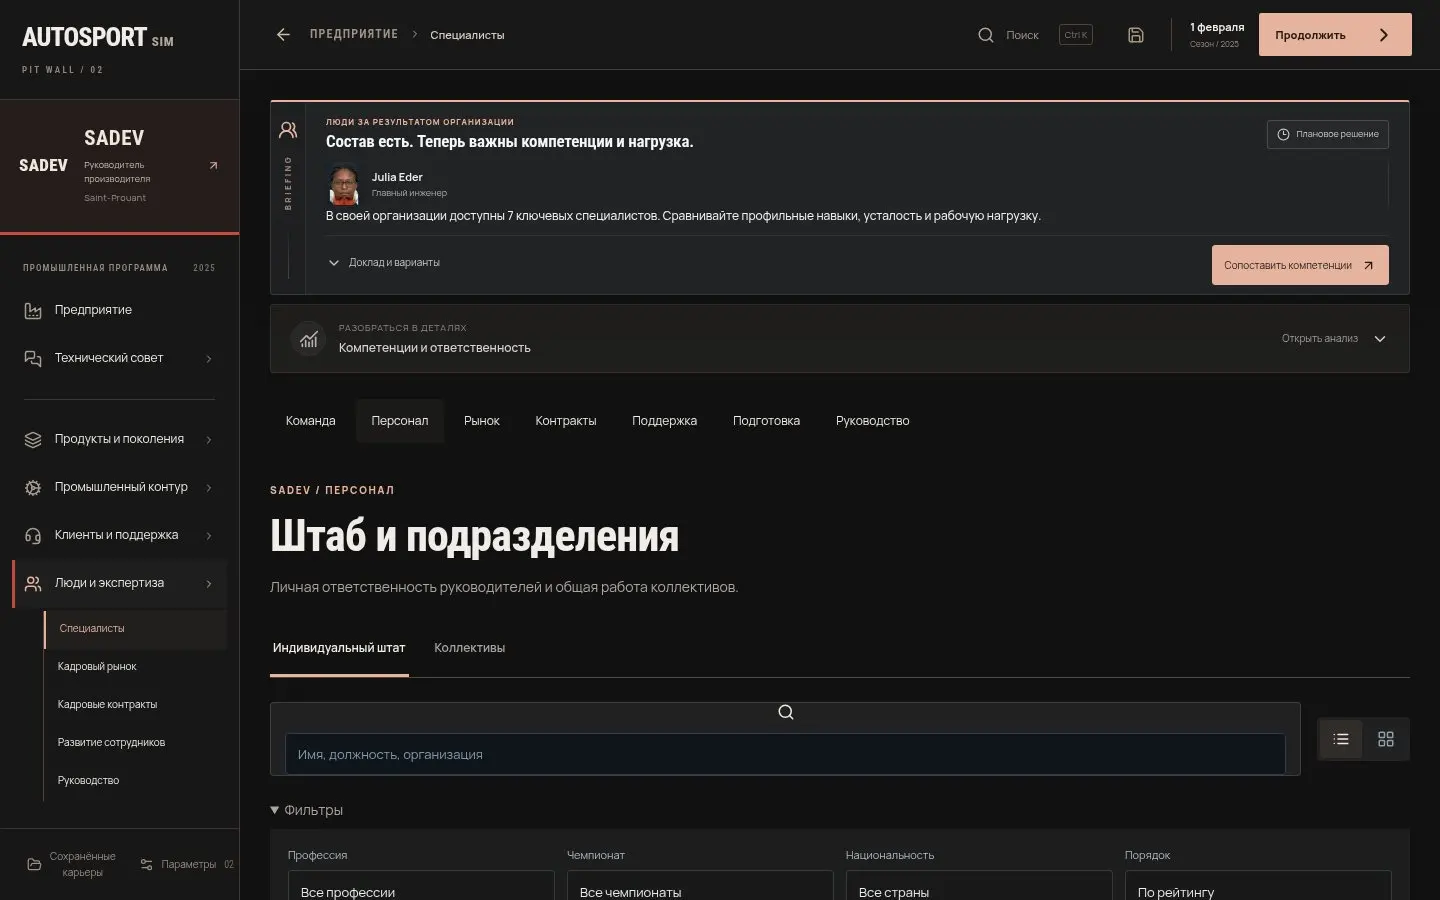 AUTOSPORT SIM
PIT WALL / 02
SADEV
SADEV
Руководитель
производителя
Saint-Prouant
ПРОМЫШЛЕННАЯ ПРОГРАММА 2025
Предприятие
Технический совет
Продукты и поколения
Промышленный контур
Клиенты и поддержка
Люди и экспертиза
Специалисты
Кадровый рынок
Кадровые контракты
Развитие сотрудников
Руководство
Сохранённые
карьеры
Параметры 02
ПРЕДПРИЯТИЕ
Специалисты
Поиск
Ctrl K
1 февраля
Сезон / 2025
Продолжить
BRIEFING
ЛЮДИ ЗА РЕЗУЛЬТАТОМ ОРГАНИЗАЦИИ
Состав есть. Теперь важны компетенции и нагрузка.
Плановое решение
Julia Eder
Главный инженер
В своей организации доступны 7 ключевых специалистов. Сравнивайте профильные навыки, усталость и рабочую нагрузку.
Доклад и варианты
Сопоставить компетенции
РАЗОБРАТЬСЯ В ДЕТАЛЯХ
Компетенции и ответственность
Открыть анализ
Команда
Персонал
Рынок
Контракты
Поддержка
Подготовка
Руководство
SADEV / ПЕРСОНАЛ
Штаб и подразделения
Личная ответственность руководителей и общая работа коллективов.
Индивидуальный штат
Коллективы
Имя, должность, организация
▼ Фильтры
Профессия
Чемпионат
Национальность
Порядок
Все профессии
Все чемпионаты
Все страны
По рейтингу